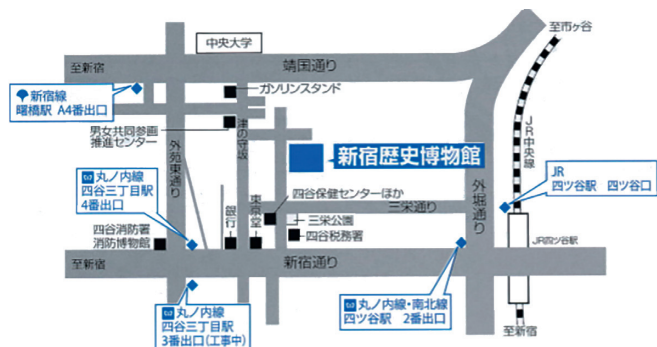 至市ヶ谷
中央大学
至新宿
靖国通り
新宿線
曙橋駅 A4番出口
ガソリンスタンド
男女共同参画
推進センター
津の守坂
新宿歴史博物館
JR中央線
外苑東通り
丸ノ内線
四谷三丁目駅
4番出口
JR
四ツ谷駅 四ツ谷口
外堀通り
四谷保健センターほか
三栄通り
三栄公園
四谷税務署
銀行
東京堂
四谷消防署
消防博物館
JR四ツ谷駅
至新宿
新宿通り
丸ノ内線
四谷三丁目駅
3番出口(工事中)
丸ノ内線・南北線
四ツ谷駅 2番出口
至新宿